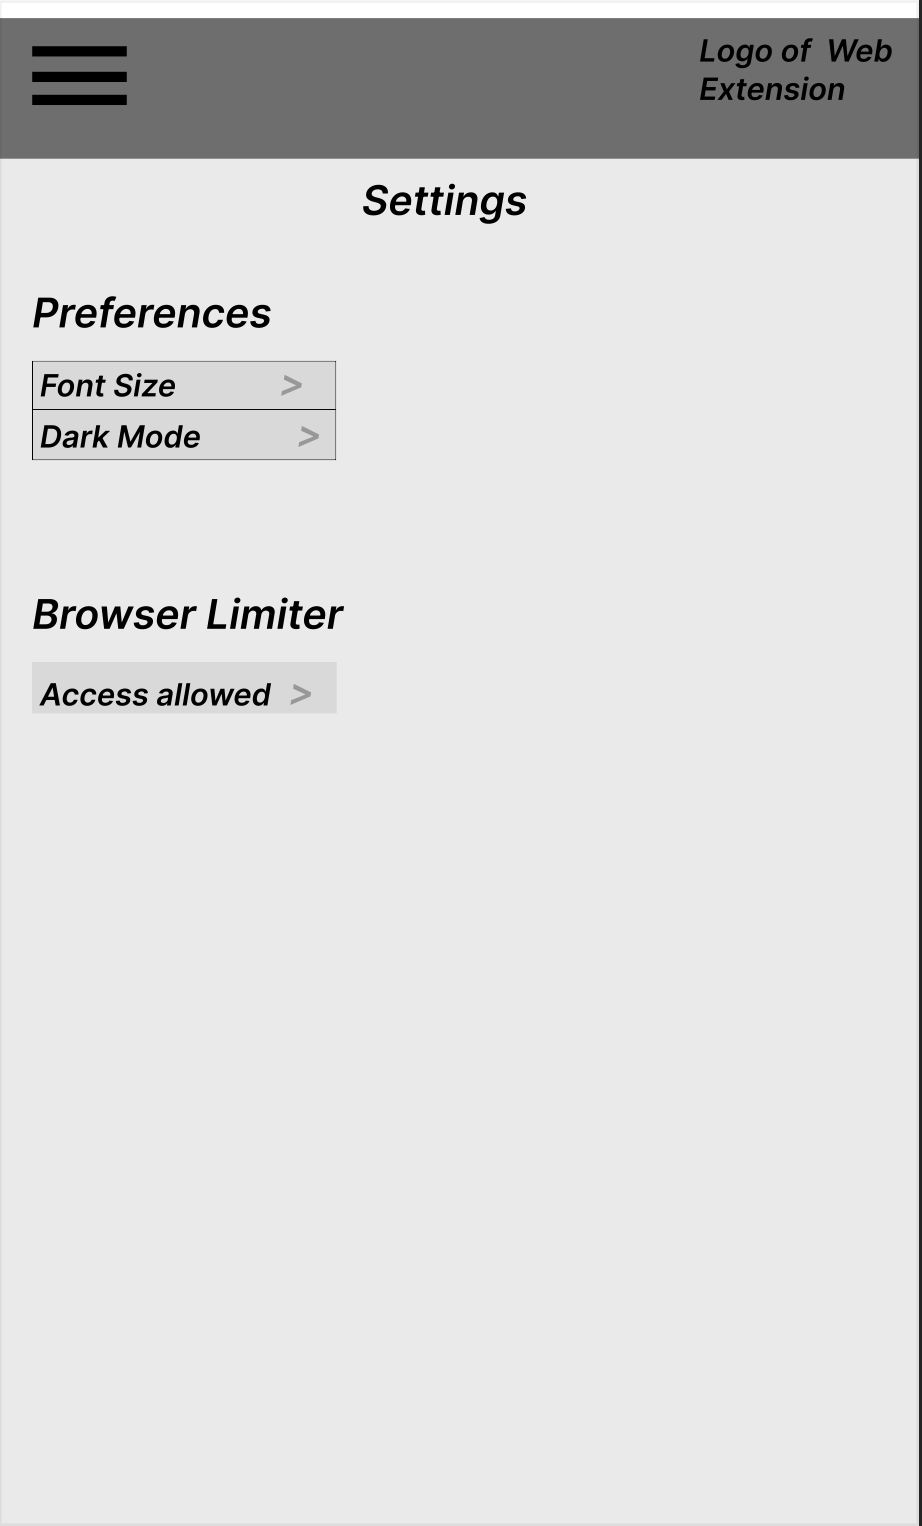 Logo of  Web
Extension
Settings
Preferences
Font Size >
Dark Mode >
Browser Limiter
Access allowed >